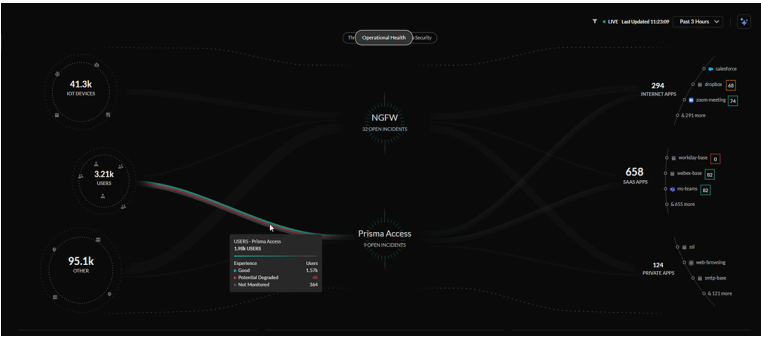 LIVE Last Updated 11:23:09 Past 3 Hours
Th Operational Health Security
41.3k
IOT DEVICES
3.21k
USERS
95.1k
OTHER
NGFW
32 OPEN INCIDENTS
Prisma Access
9 OPEN INCIDENTS
USERS - Prisma Access
1.98k USERS
Experience Users
Good 1.57k
Potential Degraded
Not Monitored 364
294
INTERNET APPS
salesforce
dropbox 68
zoom-meeting 74
& 291 more
658
SAAS APPS
workday-base 0
webex-base 82
ms-teams 82
& 655 more
124
PRIVATE APPS
ssl
web-browsing
smtp-base
& 121 more